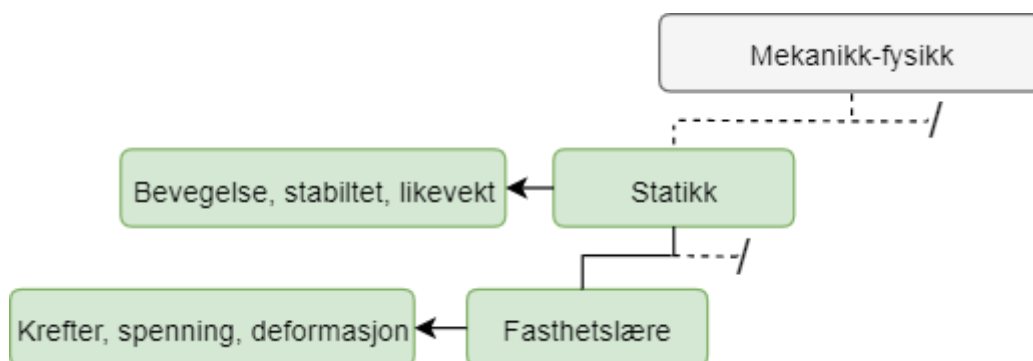 Mekanikk-fysikk
Bevegelse, stabiltet, likevekt
Statikk
Krefter, spenning, deformasjon
Fasthetslære